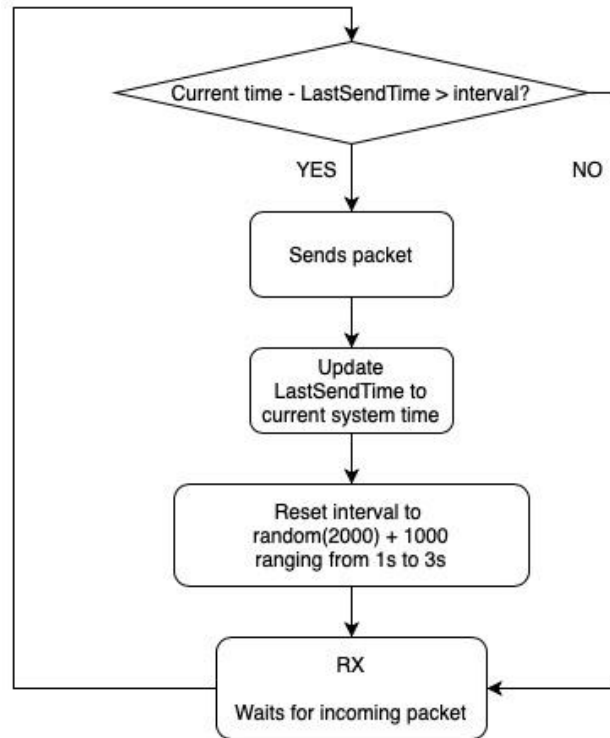 Current time - LastSendTime > interval?
YES
NO
Sends packet
Update
LastSendTime to
current system time
Reset interval to
random(2000) + 1000
ranging from 1s to 3s
RX
Waits for incoming packet